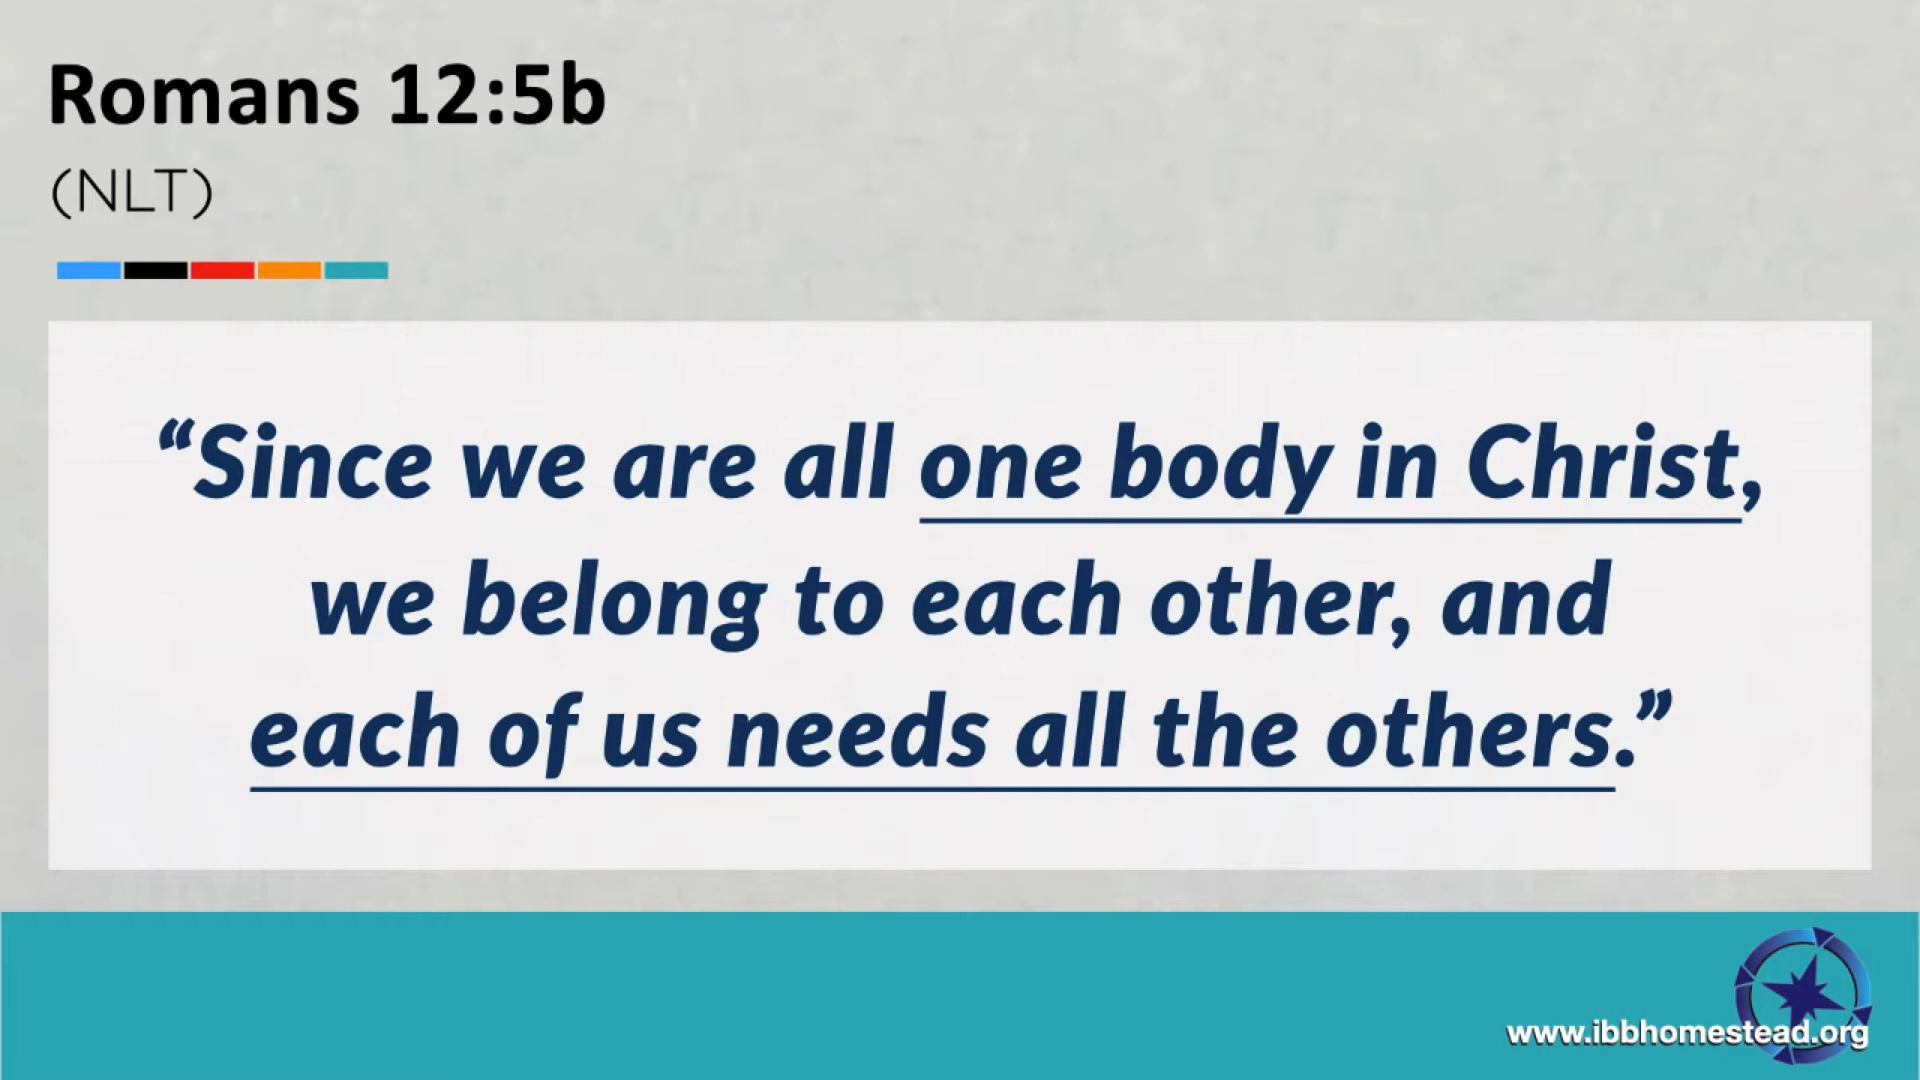 Romans 12:5b
(NLT)
“Since we are all one body in Christ,
we belong to each other, and
each of us needs all the others.”
www.ibbhomestead.org